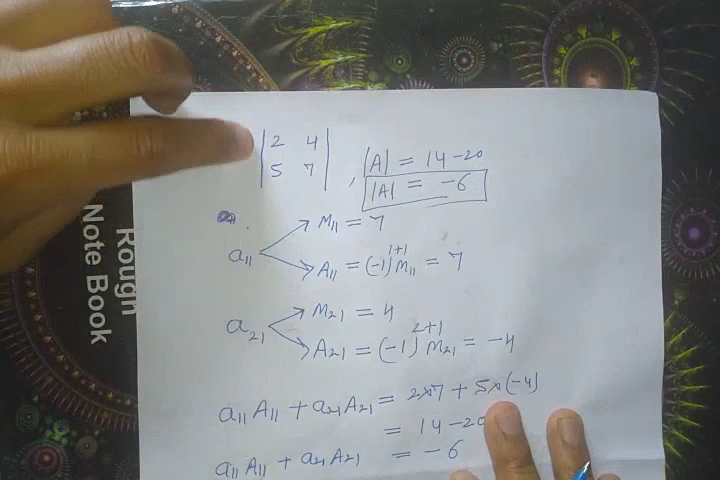 Rough
Note Book
| 2 4 |
| 5 7 | , |A| = 14-20
|A| = -6
a₁₁ → M₁₁ = 7
→ A₁₁ = (-1)¹⁺¹ M₁₁ = 7
a₂₁ → M₂₁ = 4
→ A₂₁ = (-1)²⁺¹ M₂₁ = -4
a₁₁A₁₁ + a₂₁A₂₁ = 2×7 + 5×(-4)
= 14-20
a₁₁A₁₁ + a₂₁A₂₁ = -6